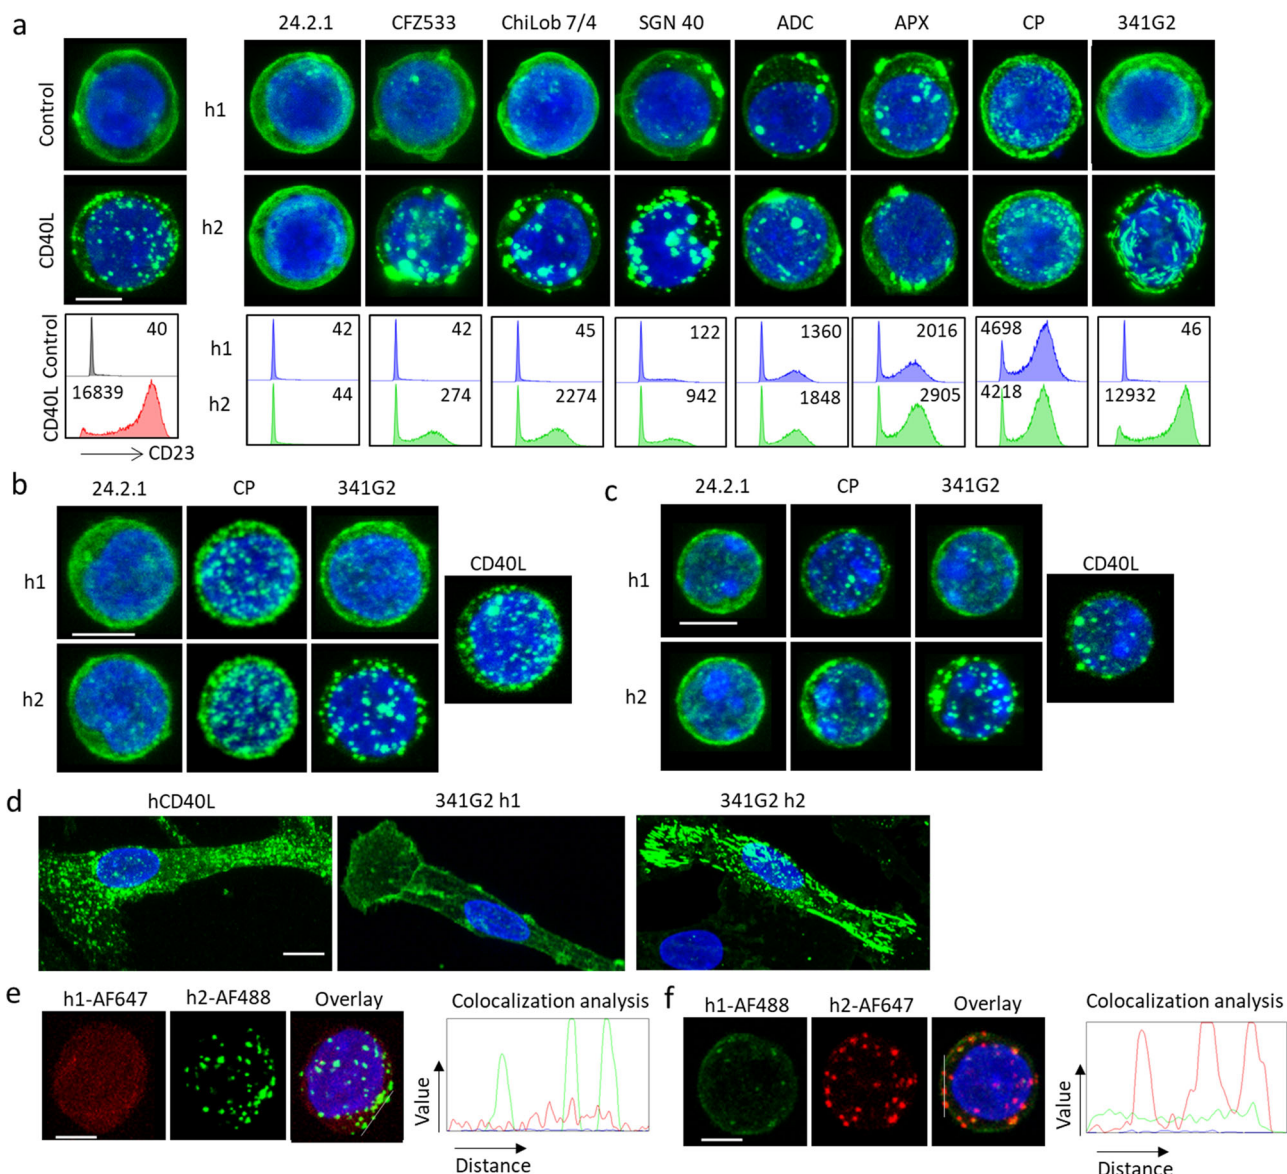 a
24.2.1 CFZ533 ChiLob 7/4 SGN 40 ADC APX CP 341G2
Control
h1
CD40L
h2
Control
40
h1
42 42 45 122 1360 2016 4698 46
CD40L
16839
h2
44 274 2274 942 1848 2905 4218 12932
CD23
b
24.2.1 CP 341G2
h1
CD40L
h2
c
24.2.1 CP 341G2
h1
CD40L
h2
d
hCD40L 341G2 h1 341G2 h2
e
h1-AF647 h2-AF488 Overlay Colocalization analysis
Value
Distance
f
h1-AF488 h2-AF647 Overlay Colocalization analysis
Value
Distance